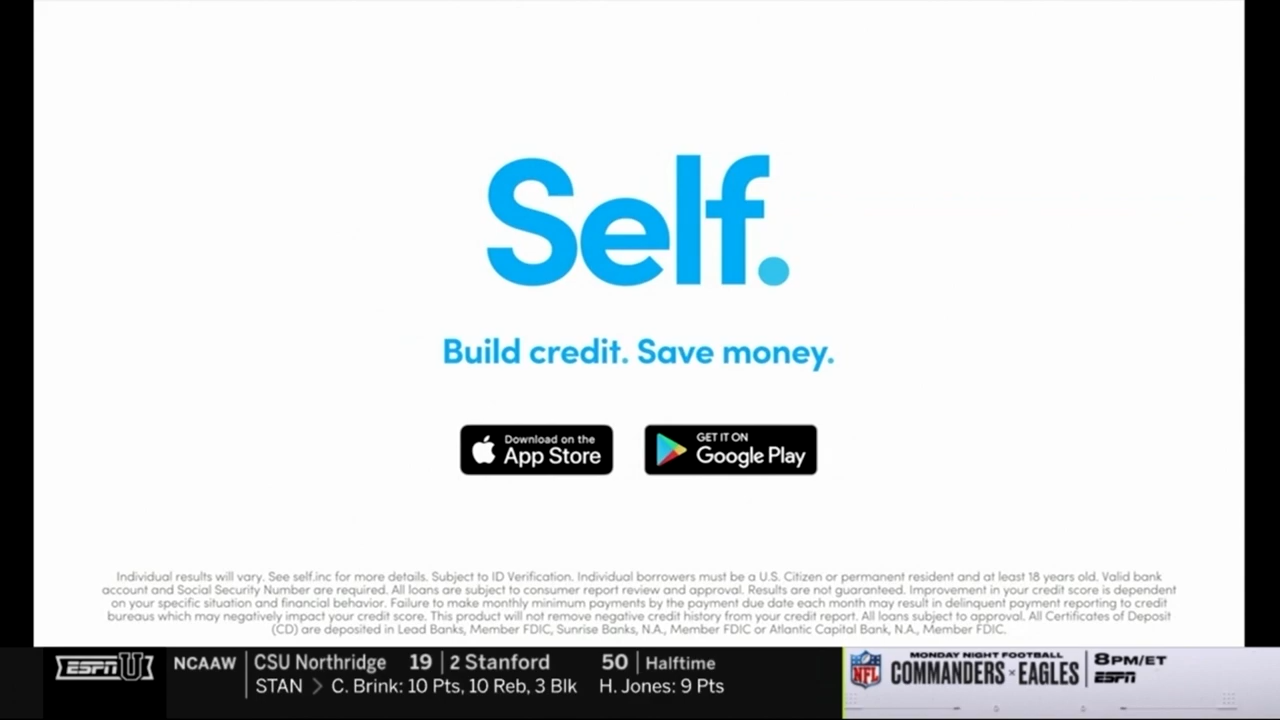 Self.
Build credit. Save money.
Download on the
App Store
GET IT ON
Google Play
Individual results will vary. See self.inc for more details. Subject to ID Verification. Individual borrowers must be a U.S. Citizen or permanent resident and at least 18 years old. Valid bank
account and Social Security Number are required. All loans are subject to consumer report review and approval. Results are not guaranteed. Improvement in your credit score is dependent
on your specific situation and financial behavior. Failure to make monthly minimum payments by the payment due date each month may result in delinquent payment reporting to credit
bureaus which may negatively impact your credit score. This product will not remove negative credit history from your credit report. All loans subject to approval. All Certificates of Deposit
(CD) are deposited in Lead Banks, Member FDIC, Sunrise Banks, N.A., Member FDIC or Atlantic Capital Bank, N.A., Member FDIC.
ESPNU
NCAAW
CSU Northridge 19 2 Stanford 50 Halftime
STAN > C. Brink: 10 Pts, 10 Reb, 3 Blk H. Jones: 9 Pts
NFL
MONDAY NIGHT FOOTBALL
COMMANDERS × EAGLES
8PM/ET
ESPN